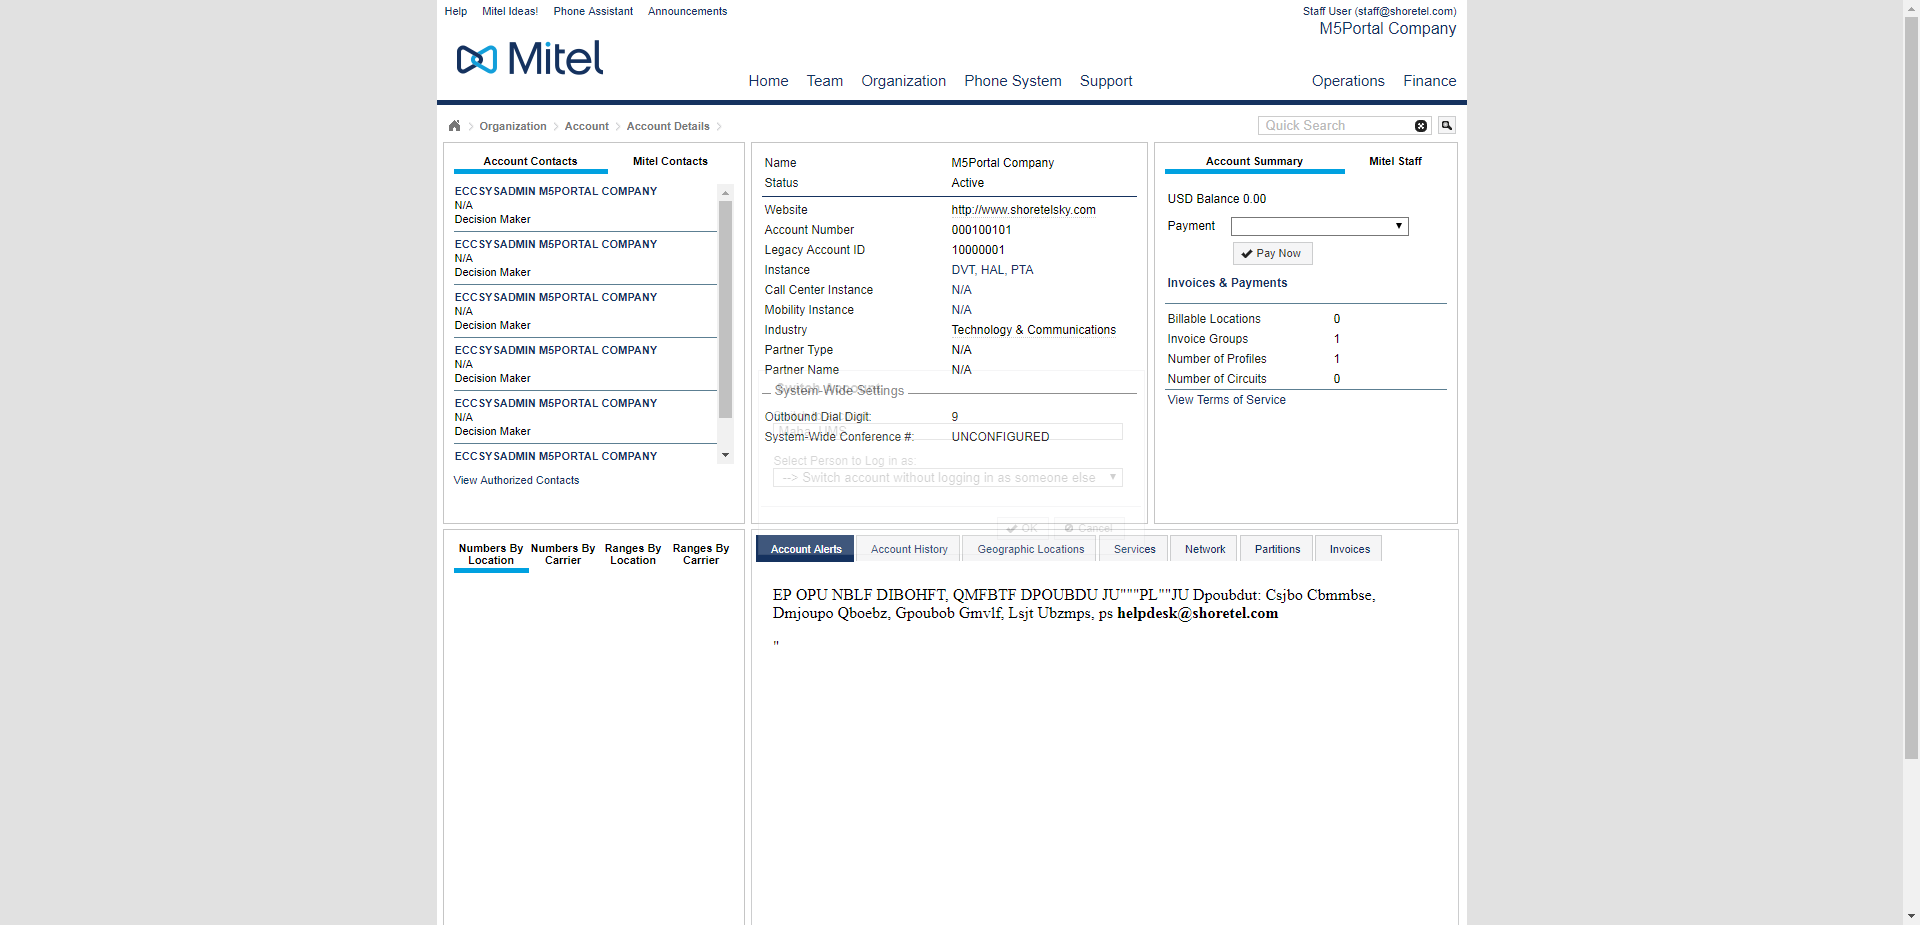 Help Mitel Ideas! Phone Assistant Announcements
Staff User (staff@shoretel.com)
M5Portal Company
Mitel
Home Team Organization Phone System Support Operations Finance
Organization Account Account Details
Quick Search
Account Contacts Mitel Contacts
ECCSYSADMIN M5PORTAL COMPANY
N/A
Decision Maker
ECCSYSADMIN M5PORTAL COMPANY
N/A
Decision Maker
ECCSYSADMIN M5PORTAL COMPANY
N/A
Decision Maker
ECCSYSADMIN M5PORTAL COMPANY
N/A
Decision Maker
ECCSYSADMIN M5PORTAL COMPANY
N/A
Decision Maker
ECCSYSADMIN M5PORTAL COMPANY
View Authorized Contacts
Name M5Portal Company
Status Active
Website http://www.shoretelsky.com
Account Number 000100101
Legacy Account ID 10000001
Instance DVT, HAL, PTA
Call Center Instance N/A
Mobility Instance N/A
Industry Technology & Communications
Partner Type N/A
Partner Name N/A
Switch Account
System-Wide Settings
Outbound Dial Digit: 9
System-Wide Conference #: UNCONFIGURED
Select Person to Log in as:
--> Switch account without logging in as someone else
OK Cancel
Account Summary Mitel Staff
USD Balance 0.00
Payment
Pay Now
Invoices & Payments
Billable Locations 0
Invoice Groups 1
Number of Profiles 1
Number of Circuits 0
View Terms of Service
Numbers By Location Numbers By Carrier Ranges By Location Ranges By Carrier
Account Alerts Account History Geographic Locations Services Network Partitions Invoices
EP OPU NBLF DIBOHFT, QMFBTF DPOUBDU JU"""PL""JU Dpoubdut: Csjbo Cbmmbse,
Dmjoupo Qboebz, Gpoubob Gmvlf, Lsjt Ubzmps, ps helpdesk@shoretel.com
"